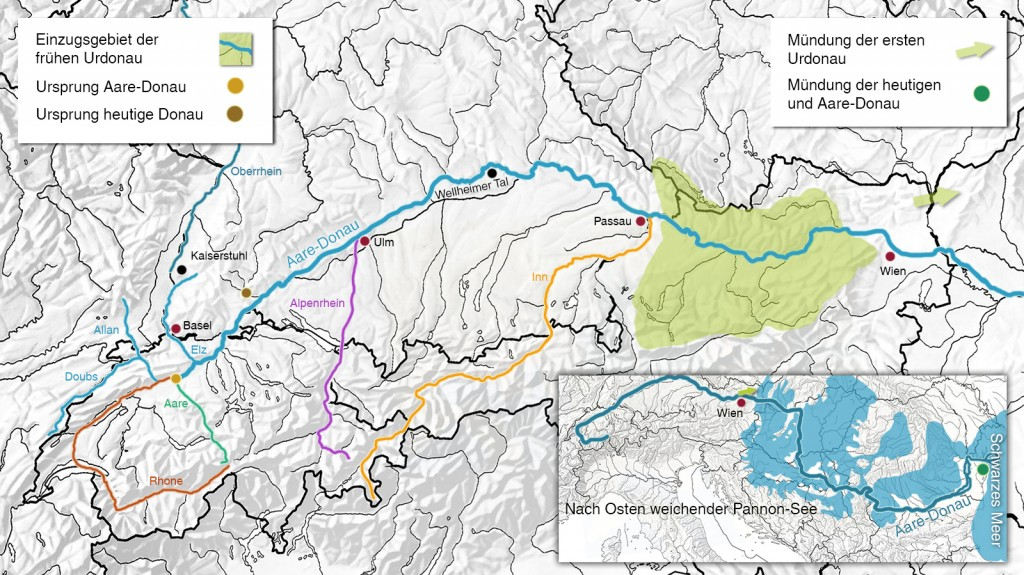 Einzugsgebiet der
frühen Urdonau
Ursprung Aare-Donau
Ursprung heutige Donau
Mündung der ersten
Urdonau
Mündung der heutigen
und Aare-Donau
Oberrhein
Wellheimer Tal
Kaiserstuhl
Aare-Donau
Ulm
Passau
Wien
Inn
Alpenrhein
Allan
Basel
Elz
Doubs
Aare
Rhone
Wien
Nach Osten weichender Pannon-See
Aare-Donau
Schwarzes Meer